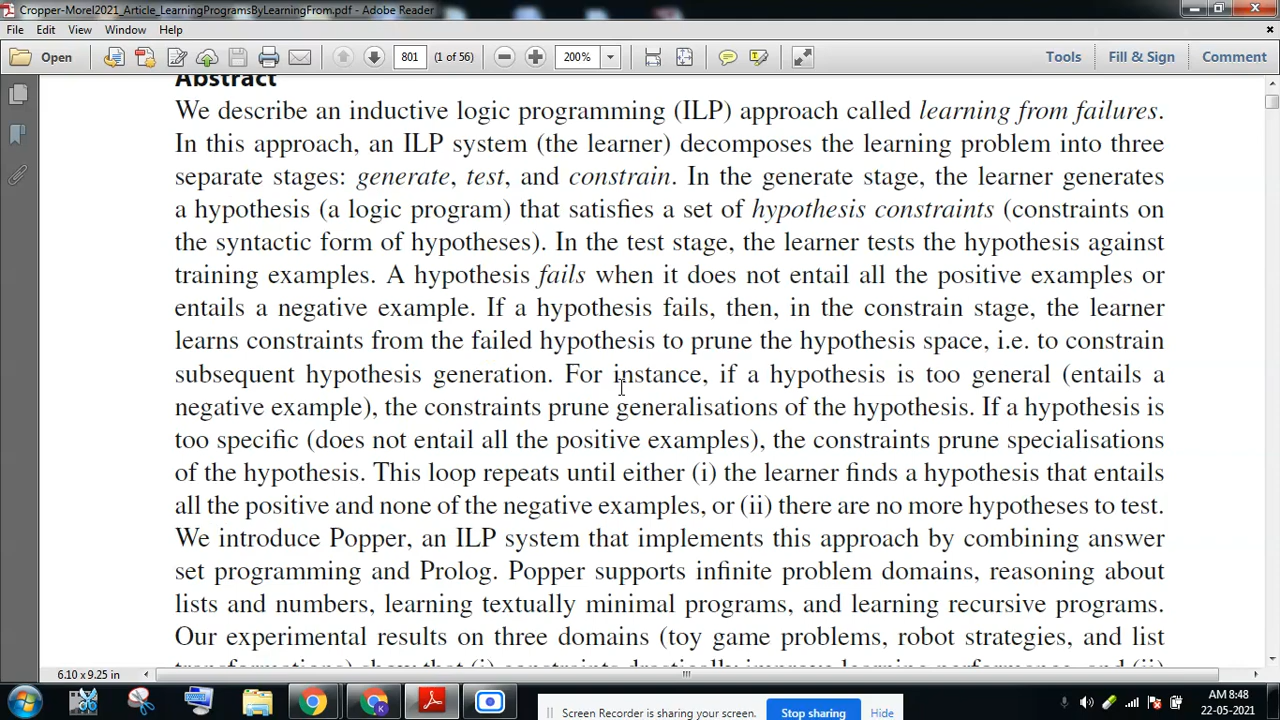 Cropper-Morel2021_Article_LearningProgramsByLearningFrom.pdf - Adobe Reader
File Edit View Window Help
Open 801 (1 of 56) 200% Tools Fill & Sign Comment
Abstract
We describe an inductive logic programming (ILP) approach called learning from failures.
In this approach, an ILP system (the learner) decomposes the learning problem into three
separate stages: generate, test, and constrain. In the generate stage, the learner generates
a hypothesis (a logic program) that satisfies a set of hypothesis constraints (constraints on
the syntactic form of hypotheses). In the test stage, the learner tests the hypothesis against
training examples. A hypothesis fails when it does not entail all the positive examples or
entails a negative example. If a hypothesis fails, then, in the constrain stage, the learner
learns constraints from the failed hypothesis to prune the hypothesis space, i.e. to constrain
subsequent hypothesis generation. For instance, if a hypothesis is too general (entails a
negative example), the constraints prune generalisations of the hypothesis. If a hypothesis is
too specific (does not entail all the positive examples), the constraints prune specialisations
of the hypothesis. This loop repeats until either (i) the learner finds a hypothesis that entails
all the positive and none of the negative examples, or (ii) there are no more hypotheses to test.
We introduce Popper, an ILP system that implements this approach by combining answer
set programming and Prolog. Popper supports infinite problem domains, reasoning about
lists and numbers, learning textually minimal programs, and learning recursive programs.
Our experimental results on three domains (toy game problems, robot strategies, and list
transformations) show that (i) constraints drastically improve learning performance, and (ii)
6.10 x 9.25 in
Screen Recorder is sharing your screen. Stop sharing Hide
AM 8:48
22-05-2021